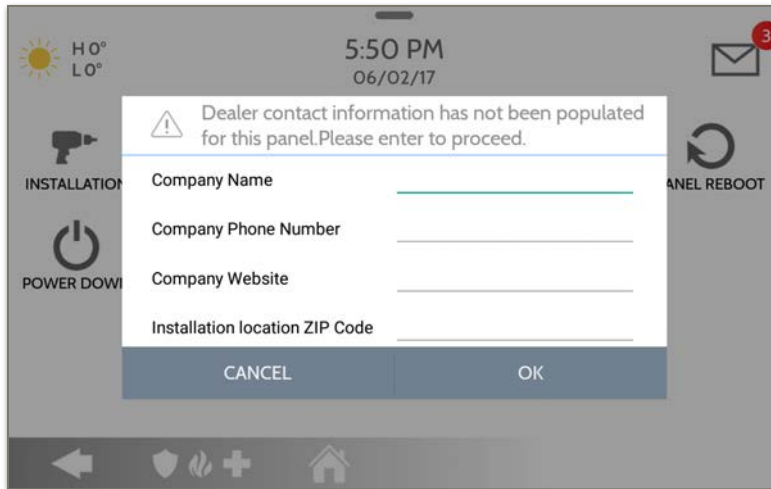 H 0°
L 0°
5:50 PM
06/02/17
3
Dealer contact information has not been populated
for this panel.Please enter to proceed.
INSTALLATION
ANEL REBOOT
Company Name
Company Phone Number
POWER DOW
Company Website
Installation location ZIP Code
CANCEL
OK